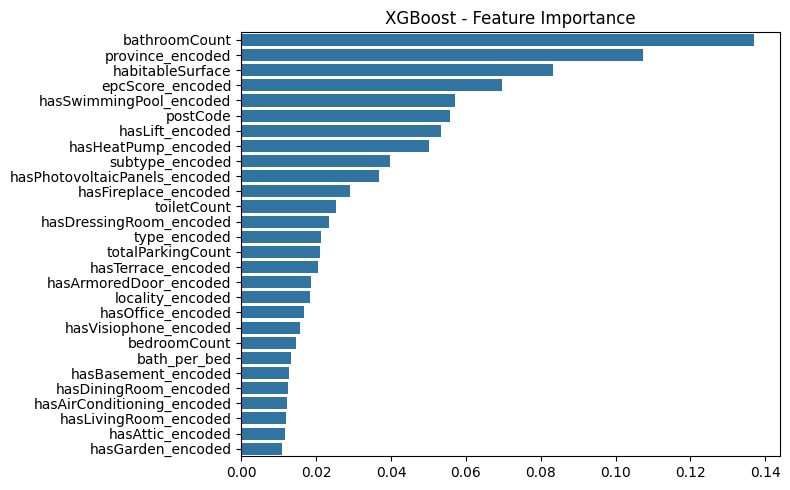 XGBoost - Feature Importance
bathroomCount
province_encoded
habitableSurface
epcScore_encoded
hasSwimmingPool_encoded
postCode
hasLift_encoded
hasHeatPump_encoded
subtype_encoded
hasPhotovoltaicPanels_encoded
hasFireplace_encoded
toiletCount
hasDressingRoom_encoded
type_encoded
totalParkingCount
hasTerrace_encoded
hasArmoredDoor_encoded
locality_encoded
hasOffice_encoded
hasVisiophone_encoded
bedroomCount
bath_per_bed
hasBasement_encoded
hasDiningRoom_encoded
hasAirConditioning_encoded
hasLivingRoom_encoded
hasAttic_encoded
hasGarden_encoded
0.00 0.02 0.04 0.06 0.08 0.10 0.12 0.14